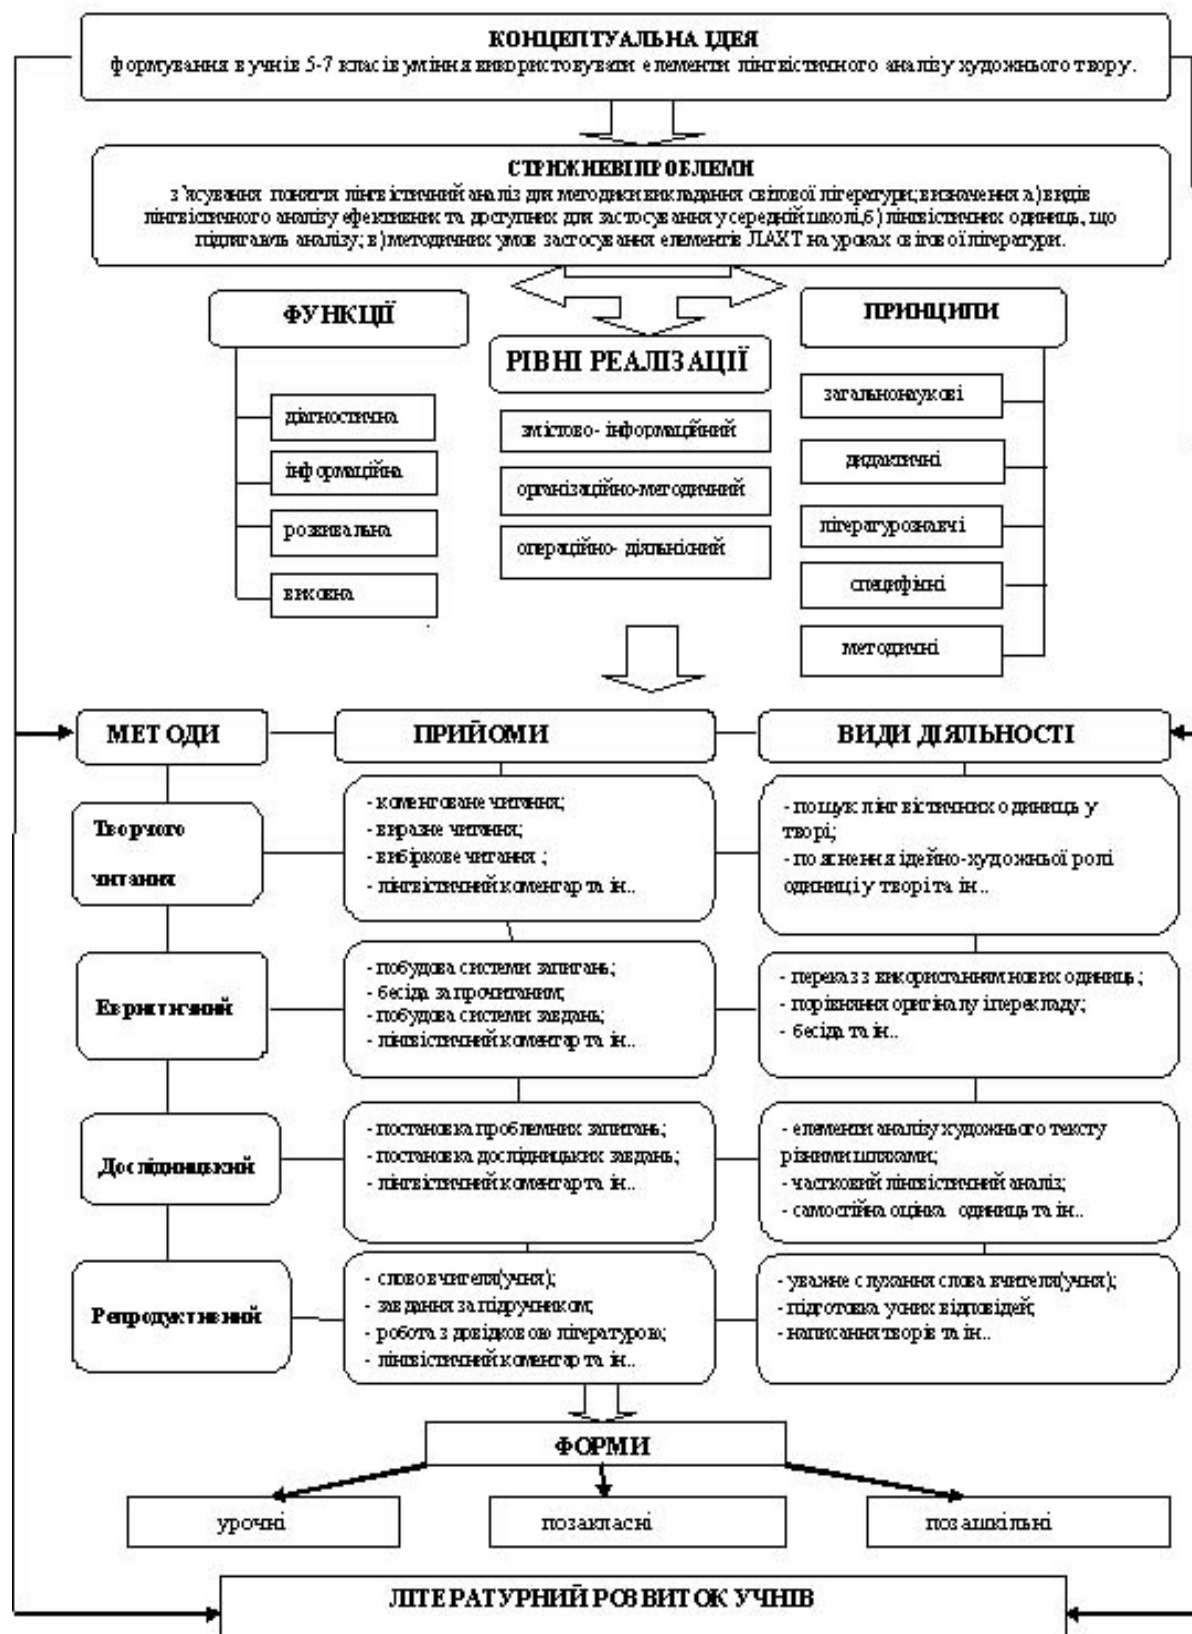 КОНЦЕПТУАЛЬНА ІДЕЯ
формування в учнів 5-7 класів уміння використовувати елементи лінгвістичного аналізу художнього твору.
СТРИЖНЕВІ ПРОБЛЕМИ
з'ясування поняття лінгвістичний аналіз для методики викладання світової літератури; визначення а) видів
лінгвістичного аналізу ефективних та доступних для застосування у середній школі,б) лінгвістичних одиниць, що
підлягають аналізу; в) методичних умов застосування елементів ЛАХТ на уроках світової літератури.
ФУНКЦІЇ
діагностична
інформаційна
розвивальна
виховна
РІВНІ РЕАЛІЗАЦІЇ
змістово- інформаційний
організаційно-методичний
операційно- діяльнісний
ПРИНЦИПИ
загальнонаукові
дидактичні
літературознавчі
специфічні
методичні
МЕТОДИ
ПРИЙОМИ
ВИДИ ДІЯЛЬНОСТІ
Творчого
читання
- коментоване читання;
- виразне читання;
- вибіркове читання ;
- лінгвістичний коментар та ін..
- пошук лінгвістичних одиниць у
творі;
- пояснення ідейно-художньої ролі
одиниці у творі та ін..
Евристичний
- побудова системи запитань;
- бесіда за прочитаним;
- побудова системи завдань;
- лінгвістичний коментар та ін..
- переказ з використанням нових одиниць;
- порівняння оригіналу і перекладу;
- бесіда та ін..
Дослідницький
- постановка проблемних запитань;
- постановка дослідницьких завдань;
- лінгвістичний коментар та ін..
- елементи аналізу художнього тексту
різними шляхами;
- частковий лінгвістичний аналіз;
- самостійна оцінка одиниць та ін..
Репродуктивний
- слово вчителя(учня);
- завдання за підручником;
- робота з довідковою літературою;
- лінгвістичний коментар та ін..
- уважне слухання слова вчителя(учня);
- підготовка усних відповідей;
- написання творів та ін..
ФОРМИ
урочні
позакласні
позашкільні
ЛІТЕРАТУРНИЙ РОЗВИТОК УЧНІВ